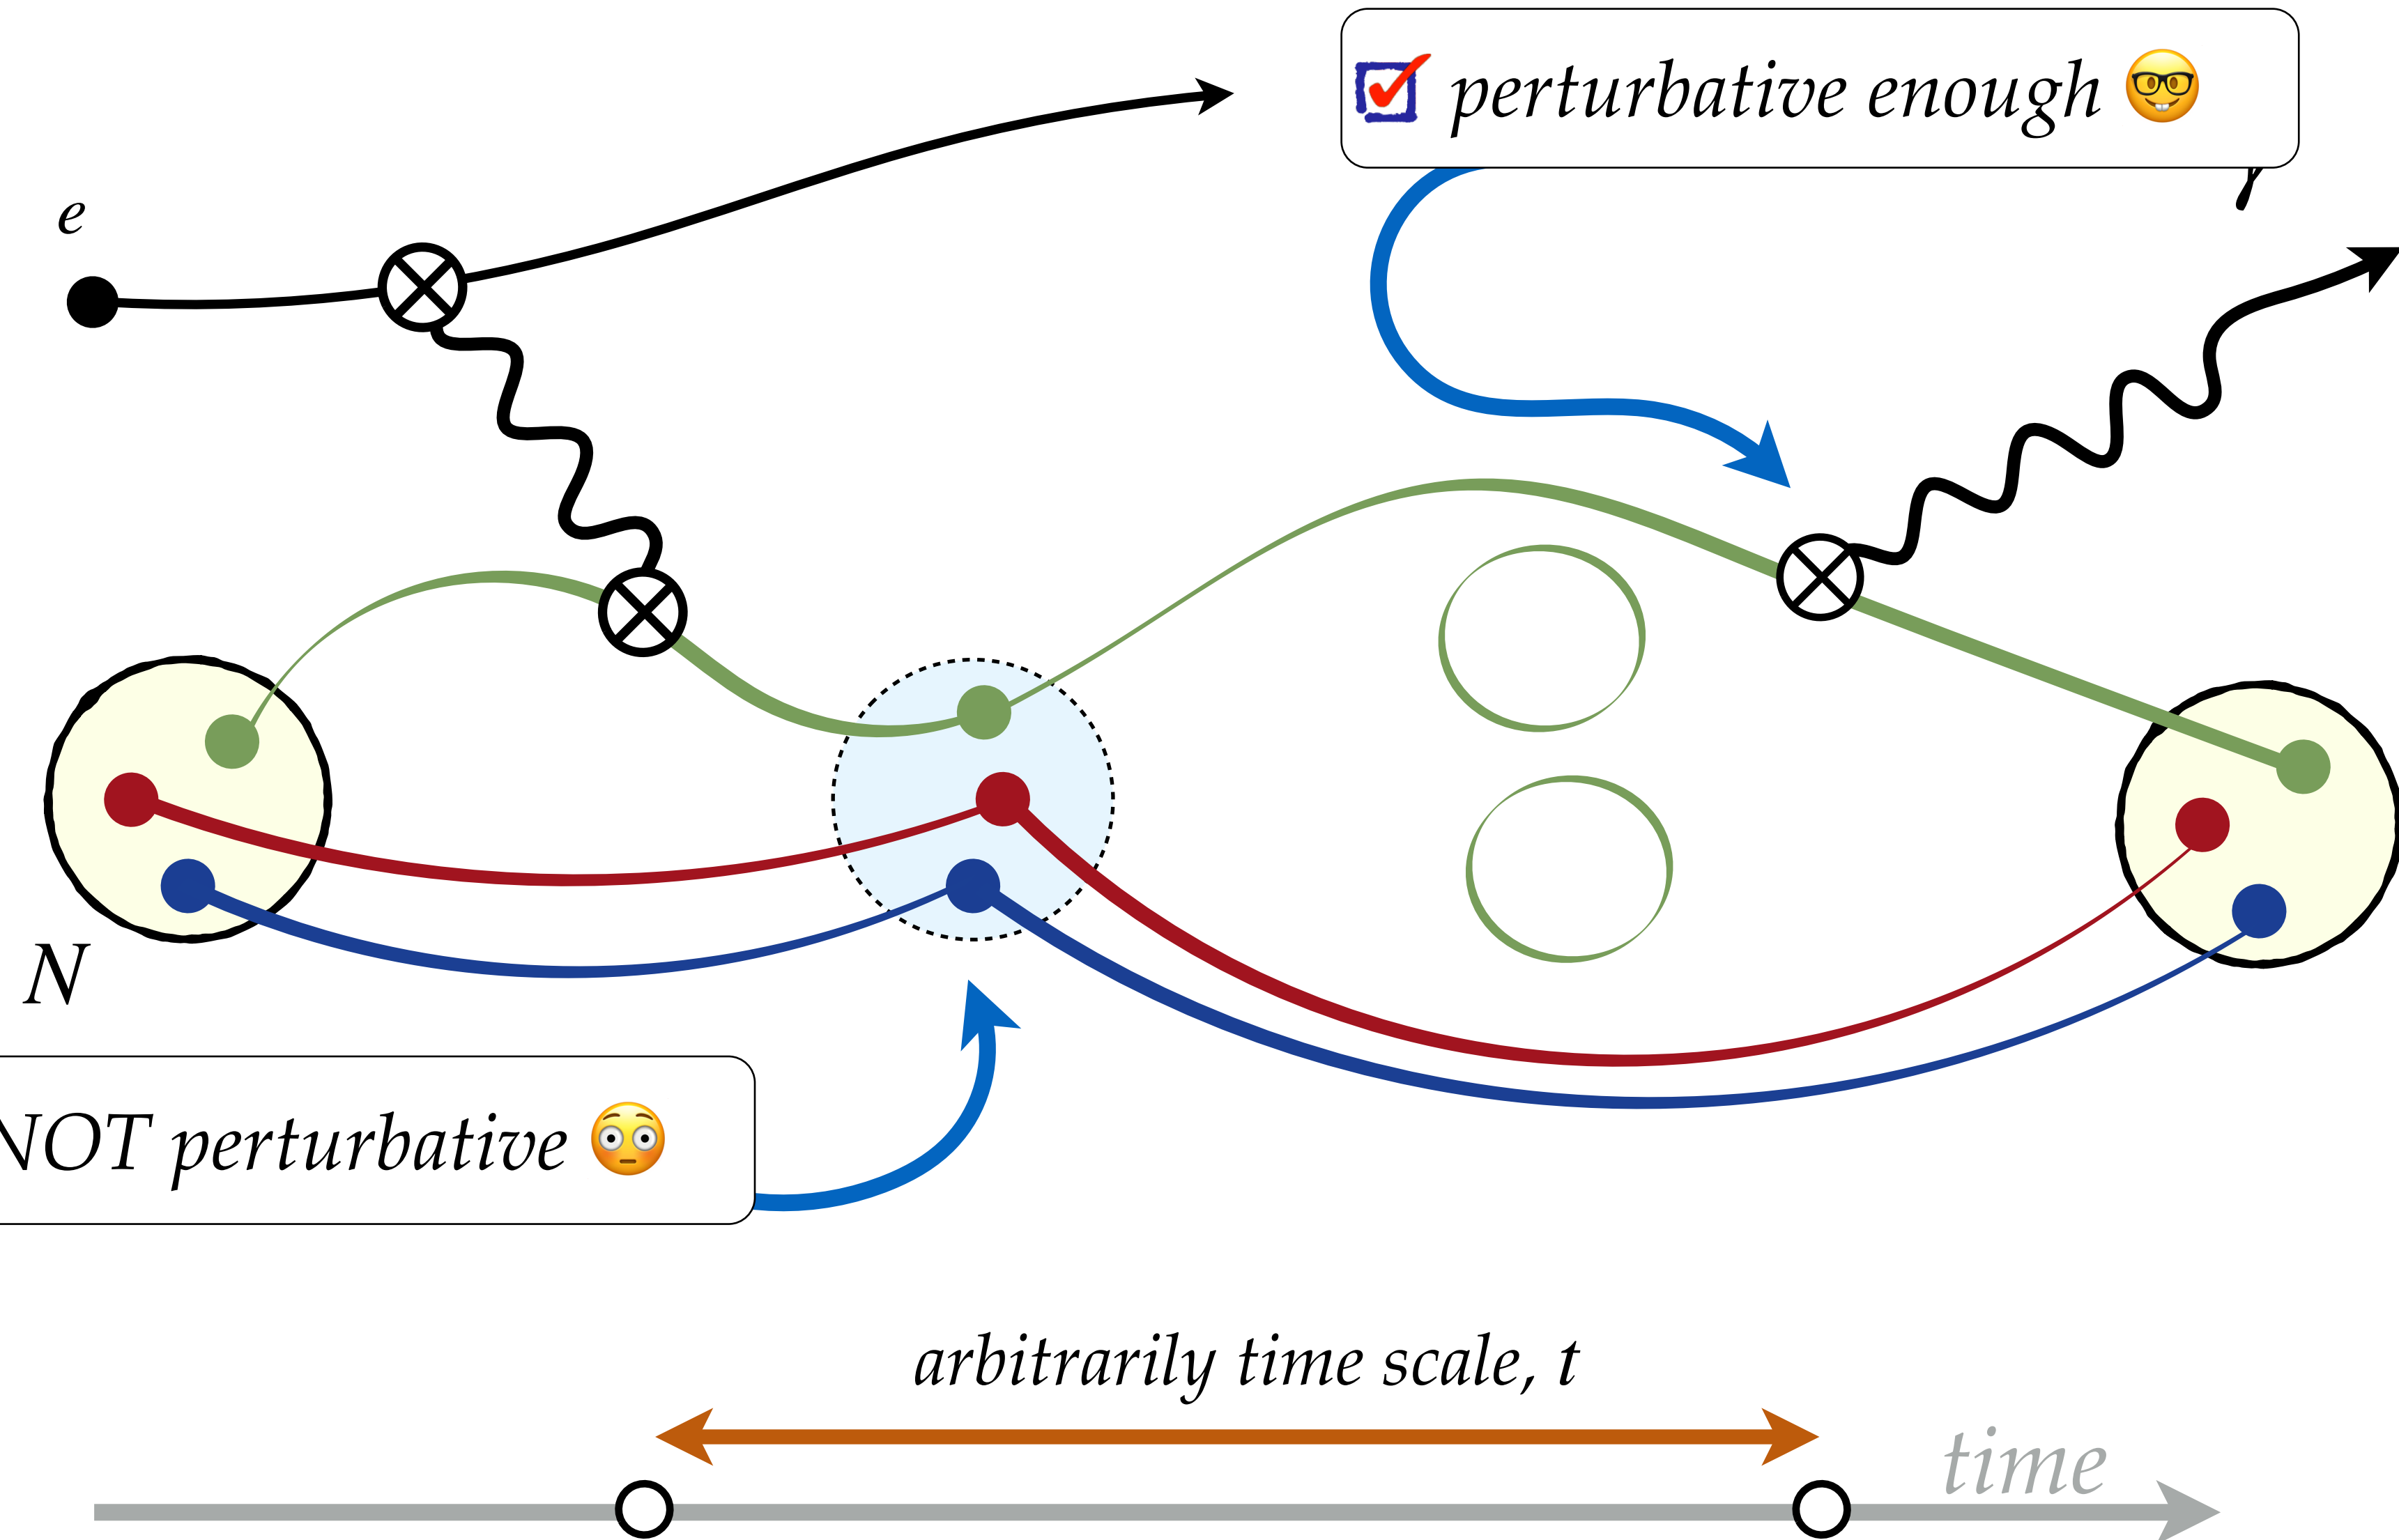 perturbative enough
e
N
NOT perturbative
arbitrarily time scale, t
time